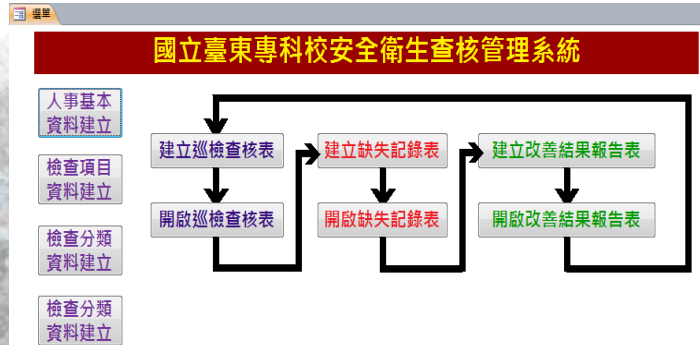 選單
國立臺東專科校安全衛生查核管理系統
人事基本
資料建立
檢查項目
資料建立
檢查分類
資料建立
檢查分類
資料建立
建立巡檢查核表
建立缺失記錄表
建立改善結果報告表
開啟巡檢查核表
開啟缺失記錄表
開啟改善結果報告表